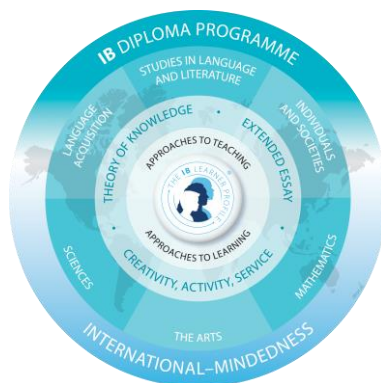 IB DIPLOMA PROGRAMME
STUDIES IN LANGUAGE
AND LITERATURE
LANGUAGE
ACQUISITION
INDIVIDUALS
AND SOCIETIES
THEORY OF KNOWLEDGE
•
EXTENDED ESSAY
APPROACHES TO TEACHING
THE IB LEARNER PROFILE
APPROACHES TO LEARNING
•
CREATIVITY, ACTIVITY, SERVICE
•
SCIENCES
MATHEMATICS
THE ARTS
INTERNATIONAL–MINDEDNESS